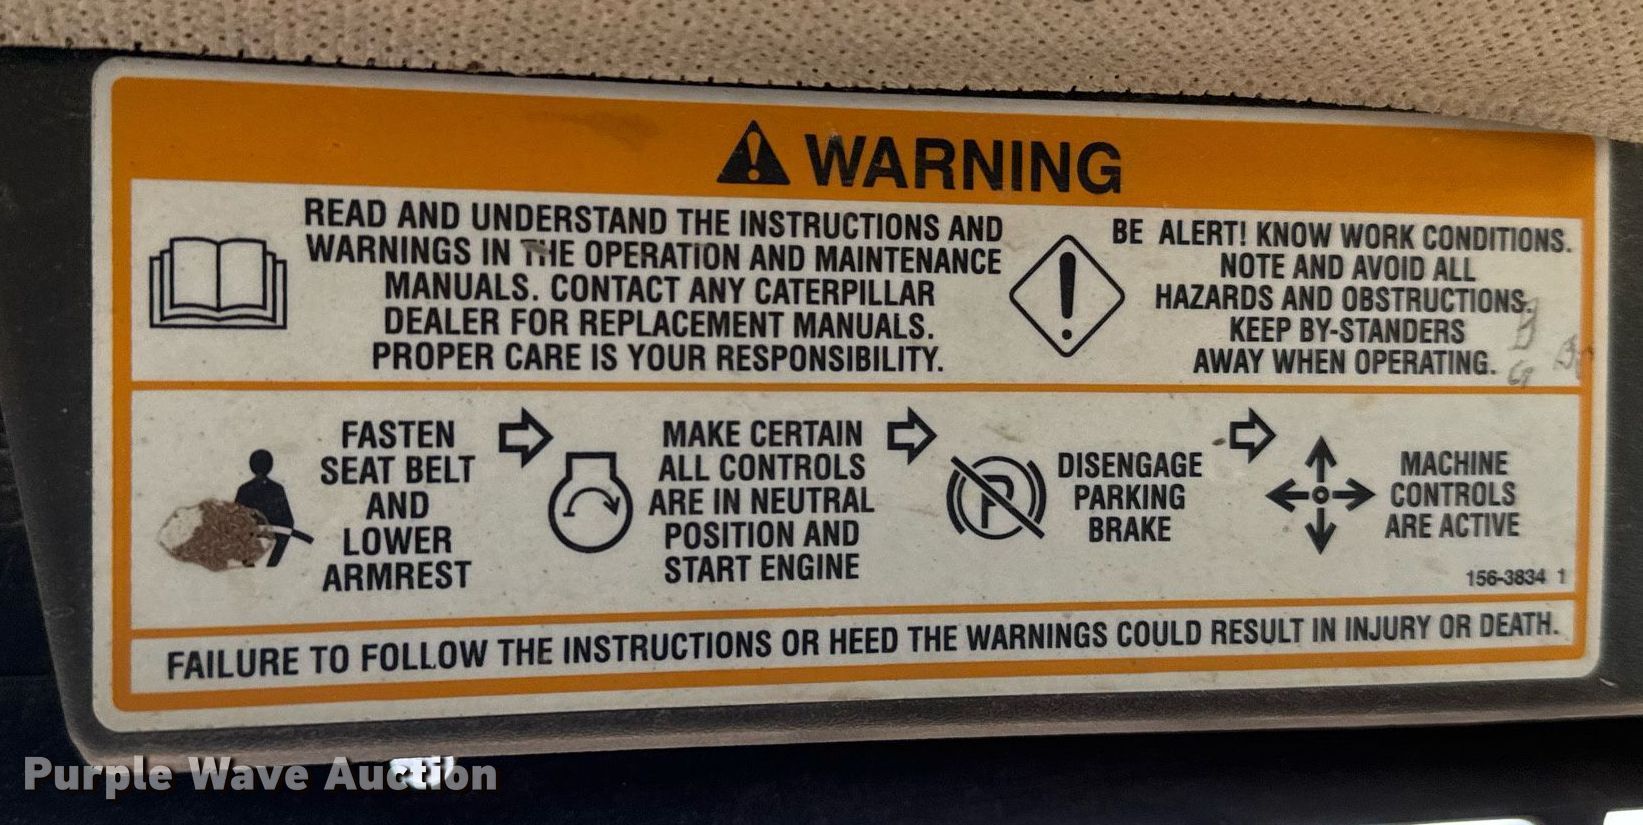 WARNING
READ AND UNDERSTAND THE INSTRUCTIONS AND
WARNINGS IN THE OPERATION AND MAINTENANCE
MANUALS. CONTACT ANY CATERPILLAR
DEALER FOR REPLACEMENT MANUALS.
PROPER CARE IS YOUR RESPONSIBILITY.
BE ALERT! KNOW WORK CONDITIONS.
NOTE AND AVOID ALL
HAZARDS AND OBSTRUCTIONS.
KEEP BY-STANDERS
AWAY WHEN OPERATING.
FASTEN
SEAT BELT
AND
LOWER
ARMREST
MAKE CERTAIN
ALL CONTROLS
ARE IN NEUTRAL
POSITION AND
START ENGINE
P
DISENGAGE
PARKING
BRAKE
MACHINE
CONTROLS
ARE ACTIVE
156-3834 1
FAILURE TO FOLLOW THE INSTRUCTIONS OR HEED THE WARNINGS COULD RESULT IN INJURY OR DEATH.
Purple Wave Auction